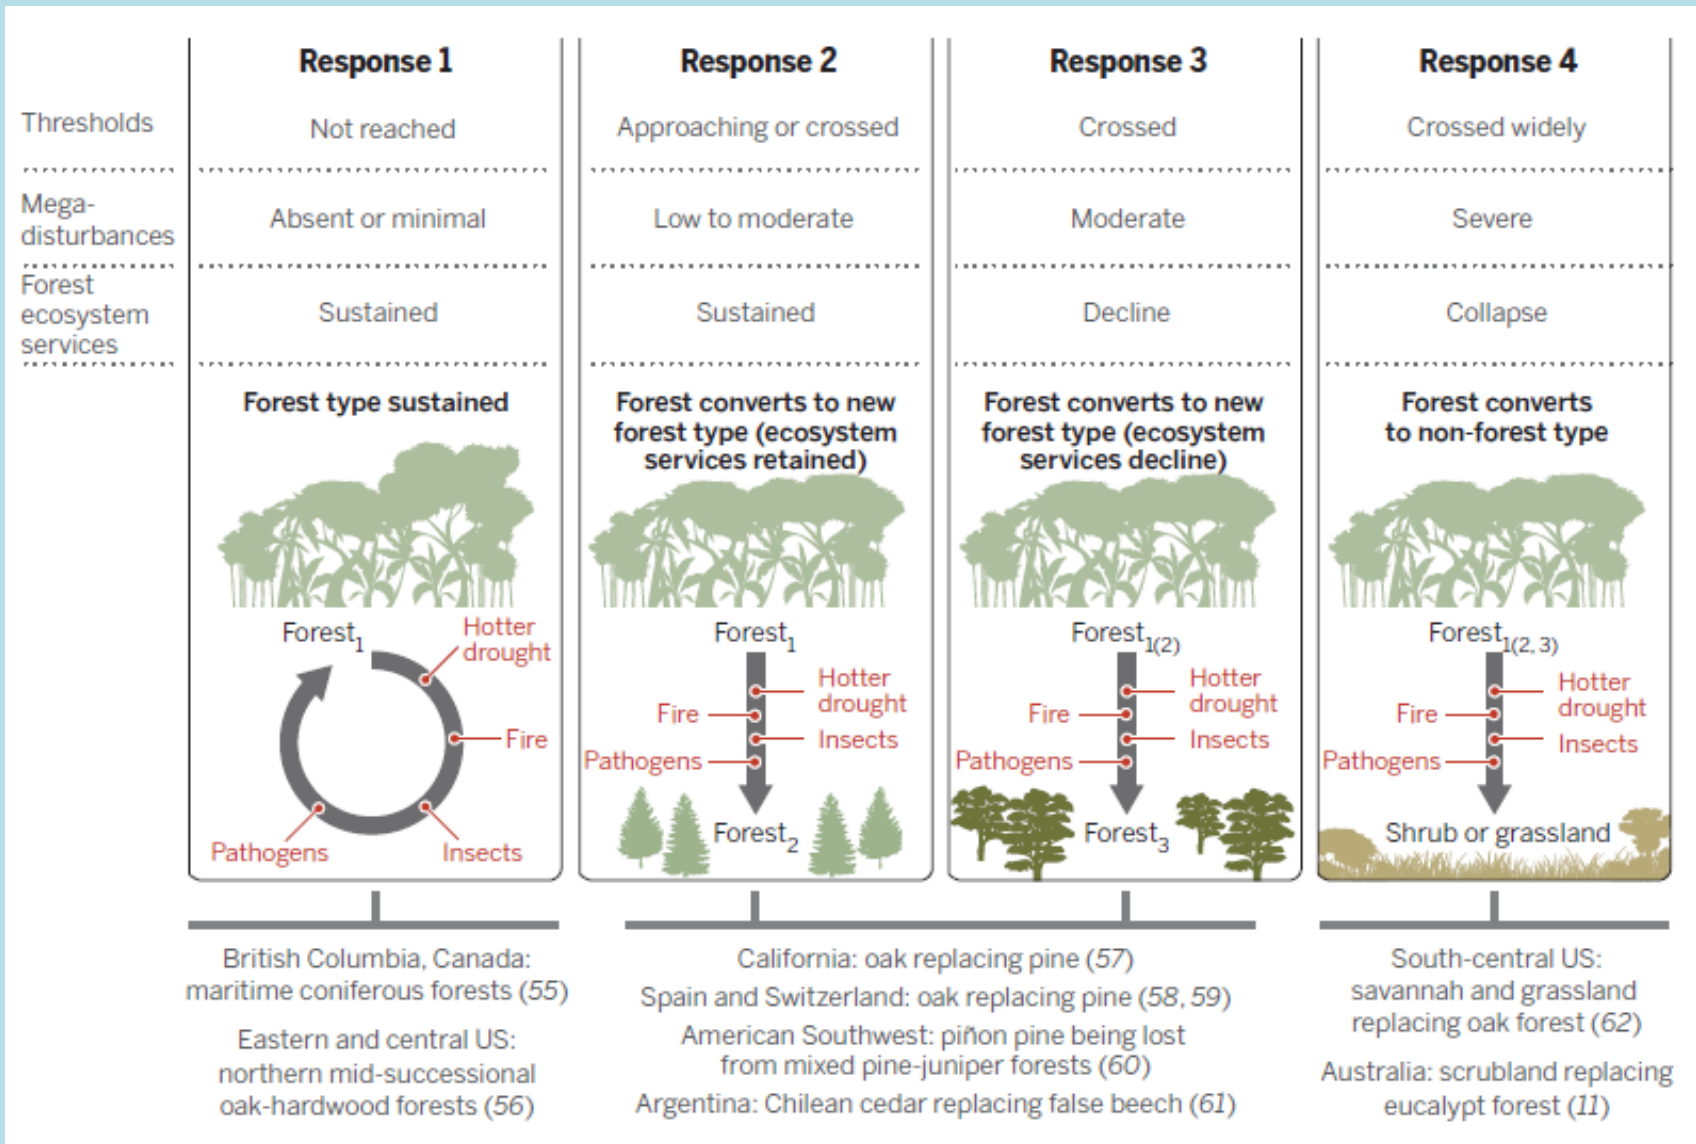 Response 1
Response 2
Response 3
Response 4
Thresholds
Not reached
Approaching or crossed
Crossed
Crossed widely
Mega-
disturbances
Absent or minimal
Low to moderate
Moderate
Severe
Forest
ecosystem
services
Sustained
Sustained
Decline
Collapse
Forest type sustained
Forest1
Hotter
drought
Fire
Insects
Pathogens
Forest converts to new
forest type (ecosystem
services retained)
Forest1
Hotter
drought
Fire
Insects
Pathogens
Forest2
Forest converts to new
forest type (ecosystem
services decline)
Forest1(2)
Hotter
drought
Fire
Insects
Pathogens
Forest3
Forest converts
to non-forest type
Forest1(2, 3)
Hotter
drought
Fire
Insects
Pathogens
Shrub or grassland
British Columbia, Canada:
maritime coniferous forests (55)
Eastern and central US:
northern mid-successional
oak-hardwood forests (56)
California: oak replacing pine (57)
Spain and Switzerland: oak replacing pine (58, 59)
American Southwest: piñon pine being lost
from mixed pine-juniper forests (60)
Argentina: Chilean cedar replacing false beech (61)
South-central US:
savannah and grassland
replacing oak forest (62)
Australia: scrubland replacing
eucalypt forest (11)